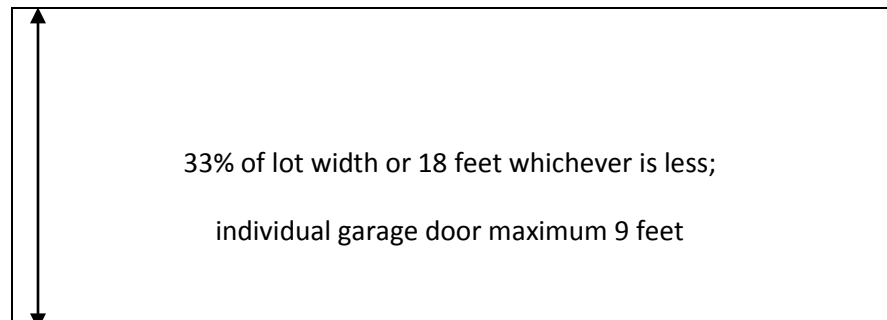 33% of lot width or 18 feet whichever is less;
individual garage door maximum 9 feet